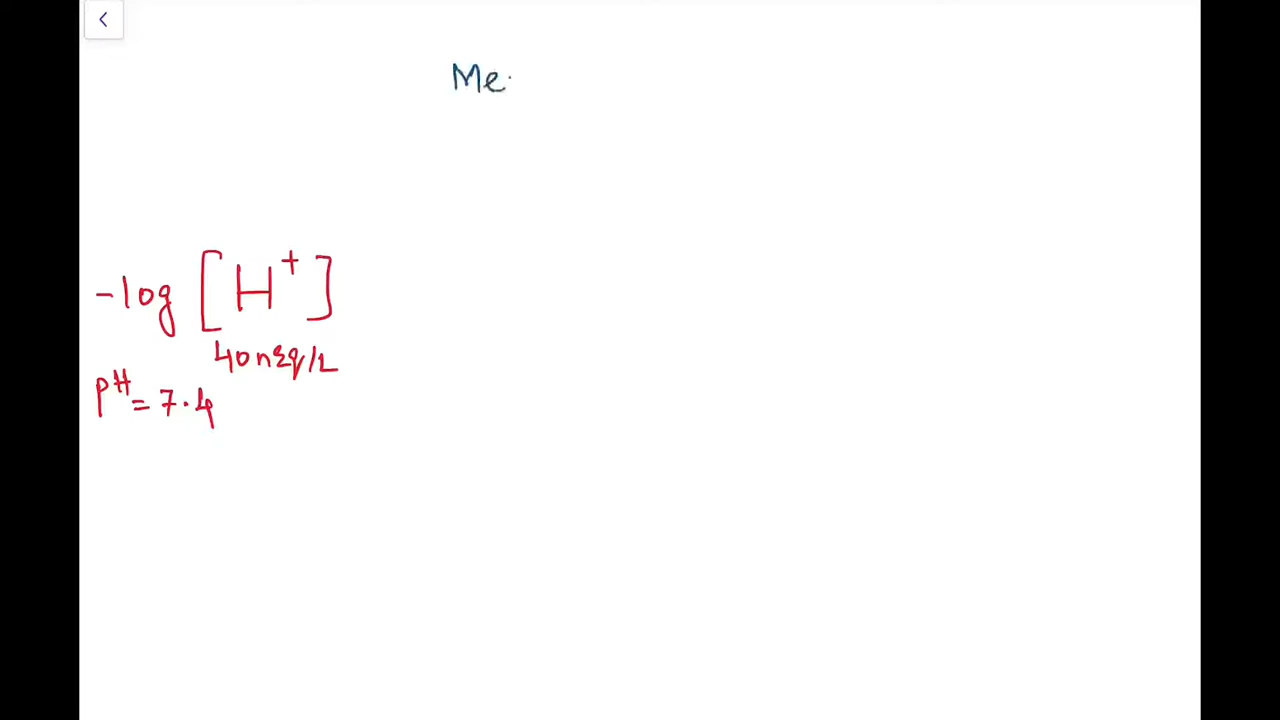 Me
-log [H⁺]
40nEq/L
pH = 7.4